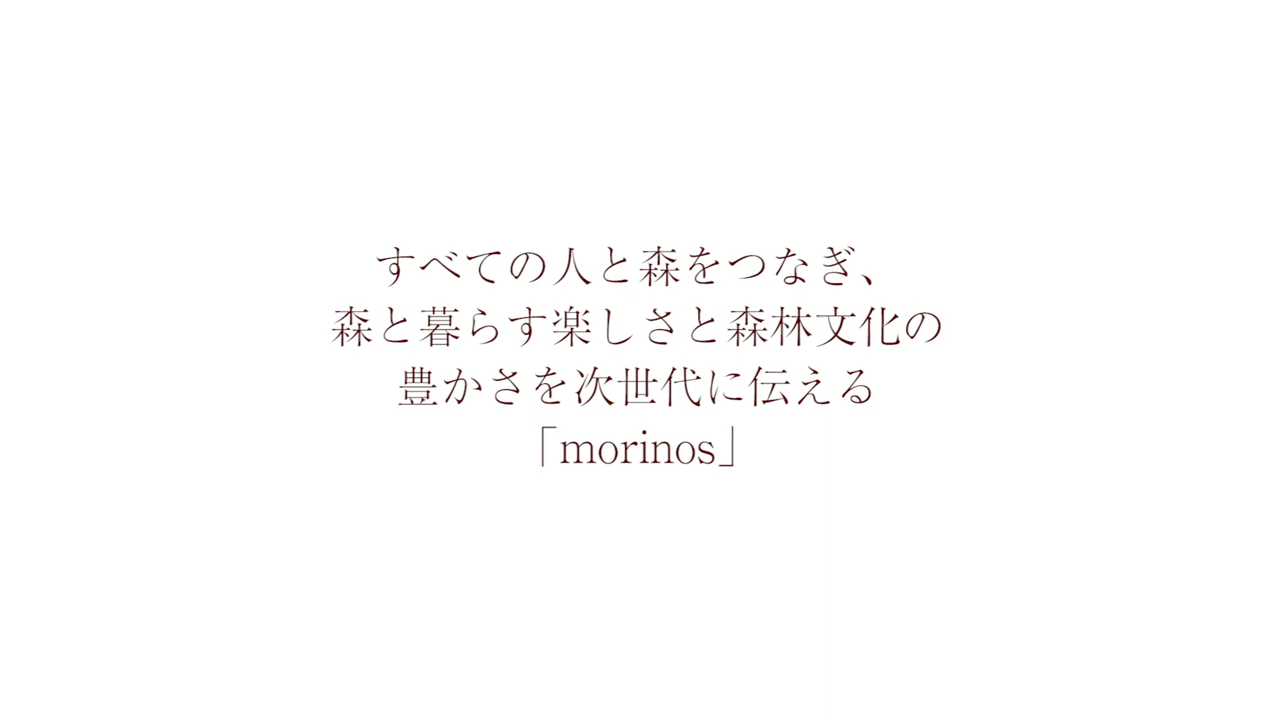 すべての人と森をつなぎ、
森と暮らす楽しさと森林文化の
豊かさを次世代に伝える
「morinos」